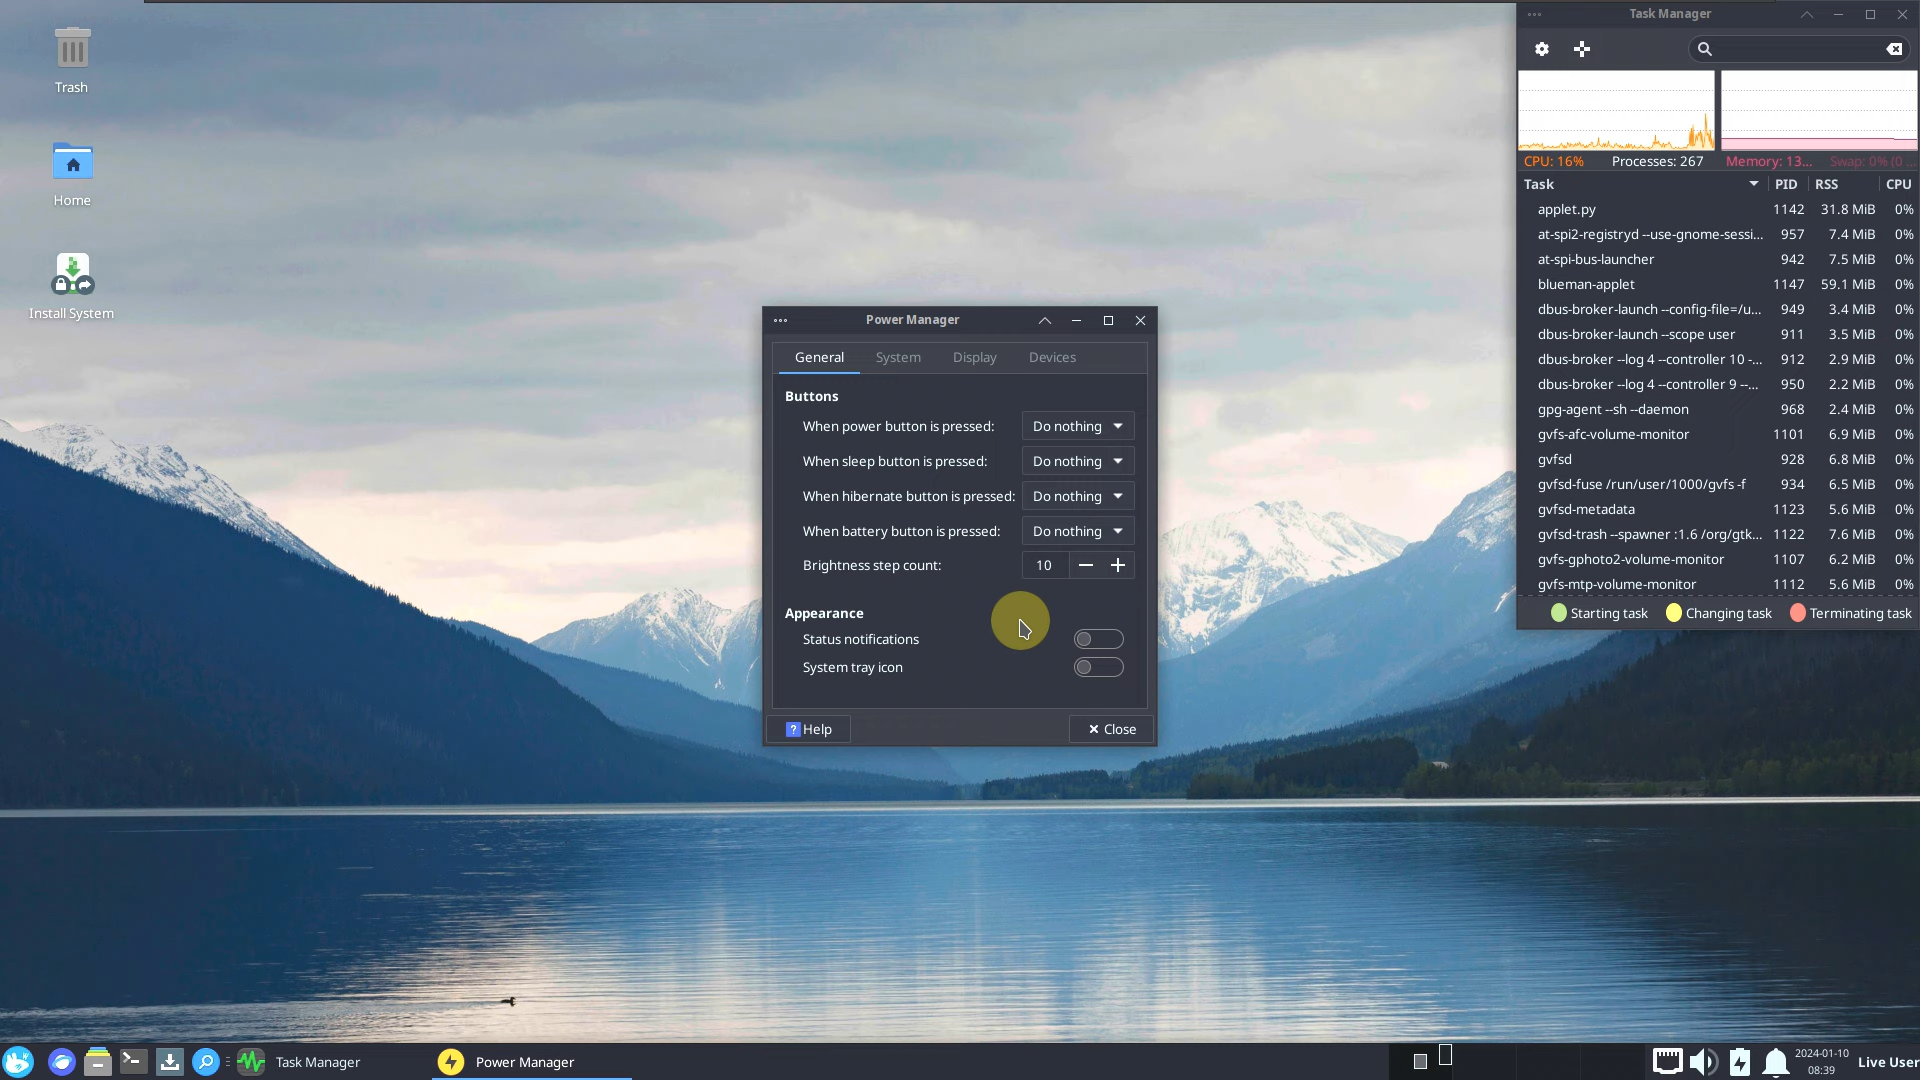 Trash
Home
Install System
Task Manager
CPU: 16% Processes: 267 Memory: 13... Swap: 0% (0 ...
Task PID RSS CPU
applet.py 1142 31.8 MiB 0%
at-spi2-registryd --use-gnome-sessi... 957 7.4 MiB 0%
at-spi-bus-launcher 942 7.5 MiB 0%
blueman-applet 1147 59.1 MiB 0%
dbus-broker-launch --config-file=/u... 949 3.4 MiB 0%
dbus-broker-launch --scope user 911 3.5 MiB 0%
dbus-broker --log 4 --controller 10 -... 912 2.9 MiB 0%
dbus-broker --log 4 --controller 9 --... 950 2.2 MiB 0%
gpg-agent --sh --daemon 968 2.4 MiB 0%
gvfs-afc-volume-monitor 1101 6.9 MiB 0%
gvfsd 928 6.8 MiB 0%
gvfsd-fuse /run/user/1000/gvfs -f 934 6.5 MiB 0%
gvfsd-metadata 1123 5.6 MiB 0%
gvfsd-trash --spawner :1.6 /org/gtk... 1122 7.6 MiB 0%
gvfs-gphoto2-volume-monitor 1107 6.2 MiB 0%
gvfs-mtp-volume-monitor 1112 5.6 MiB 0%
Starting task Changing task Terminating task
Power Manager
General System Display Devices
Buttons
When power button is pressed: Do nothing
When sleep button is pressed: Do nothing
When hibernate button is pressed: Do nothing
When battery button is pressed: Do nothing
Brightness step count: 10
Appearance
Status notifications
System tray icon
? Help Close
Task Manager Power Manager
2024-01-10
08:39
Live User